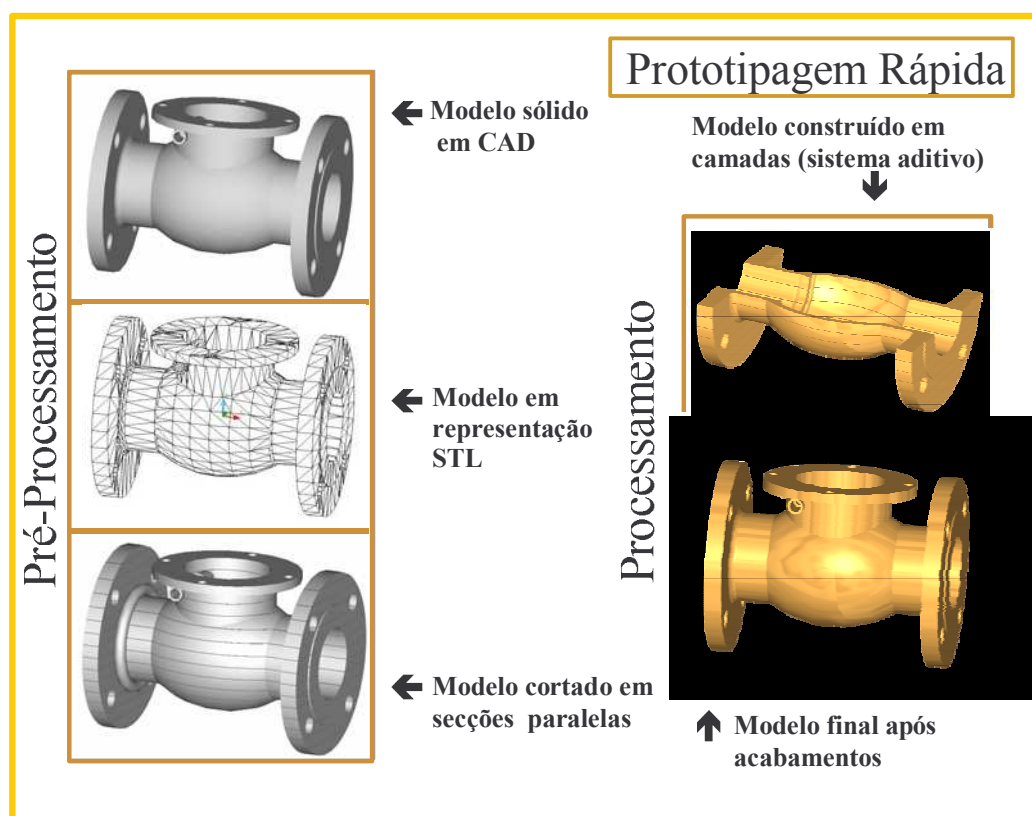 Prototipagem Rápida
Pré-Processamento
Modelo sólido
em CAD
Modelo em
representação
STL
Modelo cortado em
secções paralelas
Processamento
Modelo construído em
camadas (sistema aditivo)
Modelo final após
acabamentos